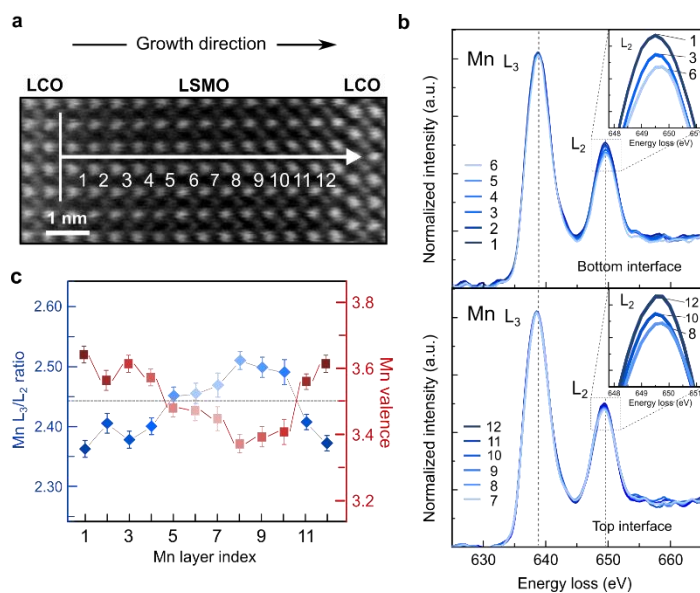 a
Growth direction
LCO LSMO LCO
1 2 3 4 5 6 7 8 9 10 11 12
1 nm
b
Mn L3
L2
6
5
4
3
2
1
Bottom interface
Normalized intensity (a.u.)
L2
1
3
6
648 649 650 651
Energy loss (eV)
Mn L3
L2
12
11
10
9
8
7
Top interface
Normalized intensity (a.u.)
L2
12
10
8
648 649 650 651
Energy loss (eV)
630 640 650 660
Energy loss (eV)
c
2.60
2.50
2.40
2.30
Mn L3/L2 ratio
3.8
3.6
3.4
3.2
Mn valence
1 3 5 7 9 11
Mn layer index